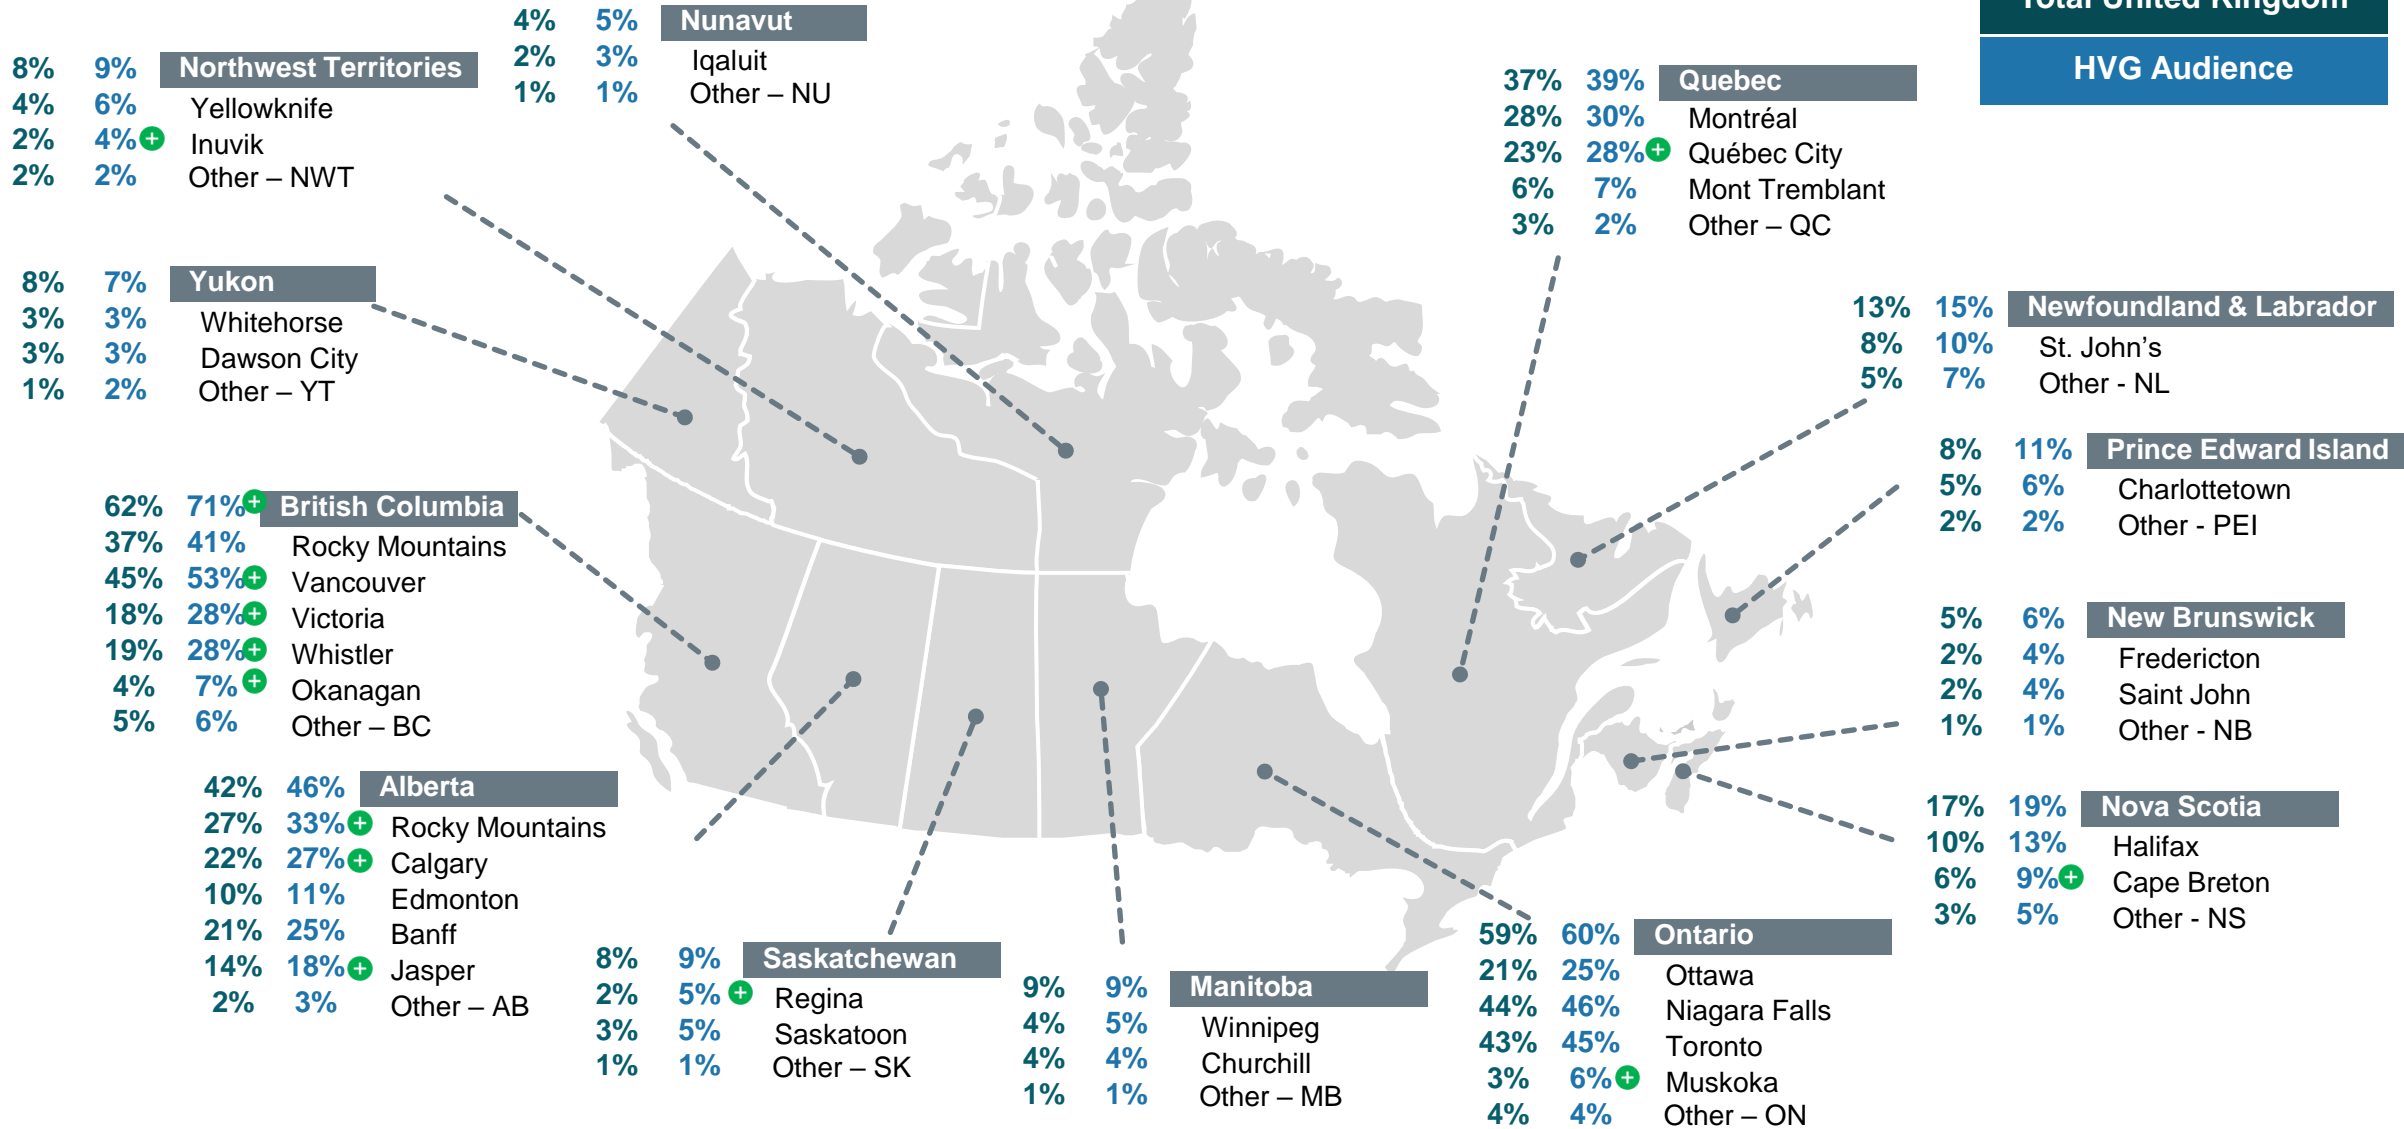 Total United Kingdom
HVG Audience
4% 5% Nunavut
2% 3% Iqaluit
1% 1% Other – NU
8% 9% Northwest Territories
4% 6% Yellowknife
2% 4% + Inuvik
2% 2% Other – NWT
8% 7% Yukon
3% 3% Whitehorse
3% 3% Dawson City
1% 2% Other – YT
62% 71% + British Columbia
37% 41% Rocky Mountains
45% 53% + Vancouver
18% 28% + Victoria
19% 28% + Whistler
4% 7% + Okanagan
5% 6% Other – BC
42% 46% Alberta
27% 33% + Rocky Mountains
22% 27% + Calgary
10% 11% Edmonton
21% 25% Banff
14% 18% + Jasper
2% 3% Other – AB
8% 9% Saskatchewan
2% 5% + Regina
3% 5% Saskatoon
1% 1% Other – SK
9% 9% Manitoba
4% 5% Winnipeg
4% 4% Churchill
1% 1% Other – MB
59% 60% Ontario
21% 25% Ottawa
44% 46% Niagara Falls
43% 45% Toronto
3% 6% + Muskoka
4% 4% Other – ON
37% 39% Quebec
28% 30% Montréal
23% 28% + Québec City
6% 7% Mont Tremblant
3% 2% Other – QC
13% 15% Newfoundland & Labrador
8% 10% St. John’s
5% 7% Other - NL
8% 11% Prince Edward Island
5% 6% Charlottetown
2% 2% Other - PEI
5% 6% New Brunswick
2% 4% Fredericton
2% 4% Saint John
1% 1% Other - NB
17% 19% Nova Scotia
10% 13% Halifax
6% 9% + Cape Breton
3% 5% Other - NS